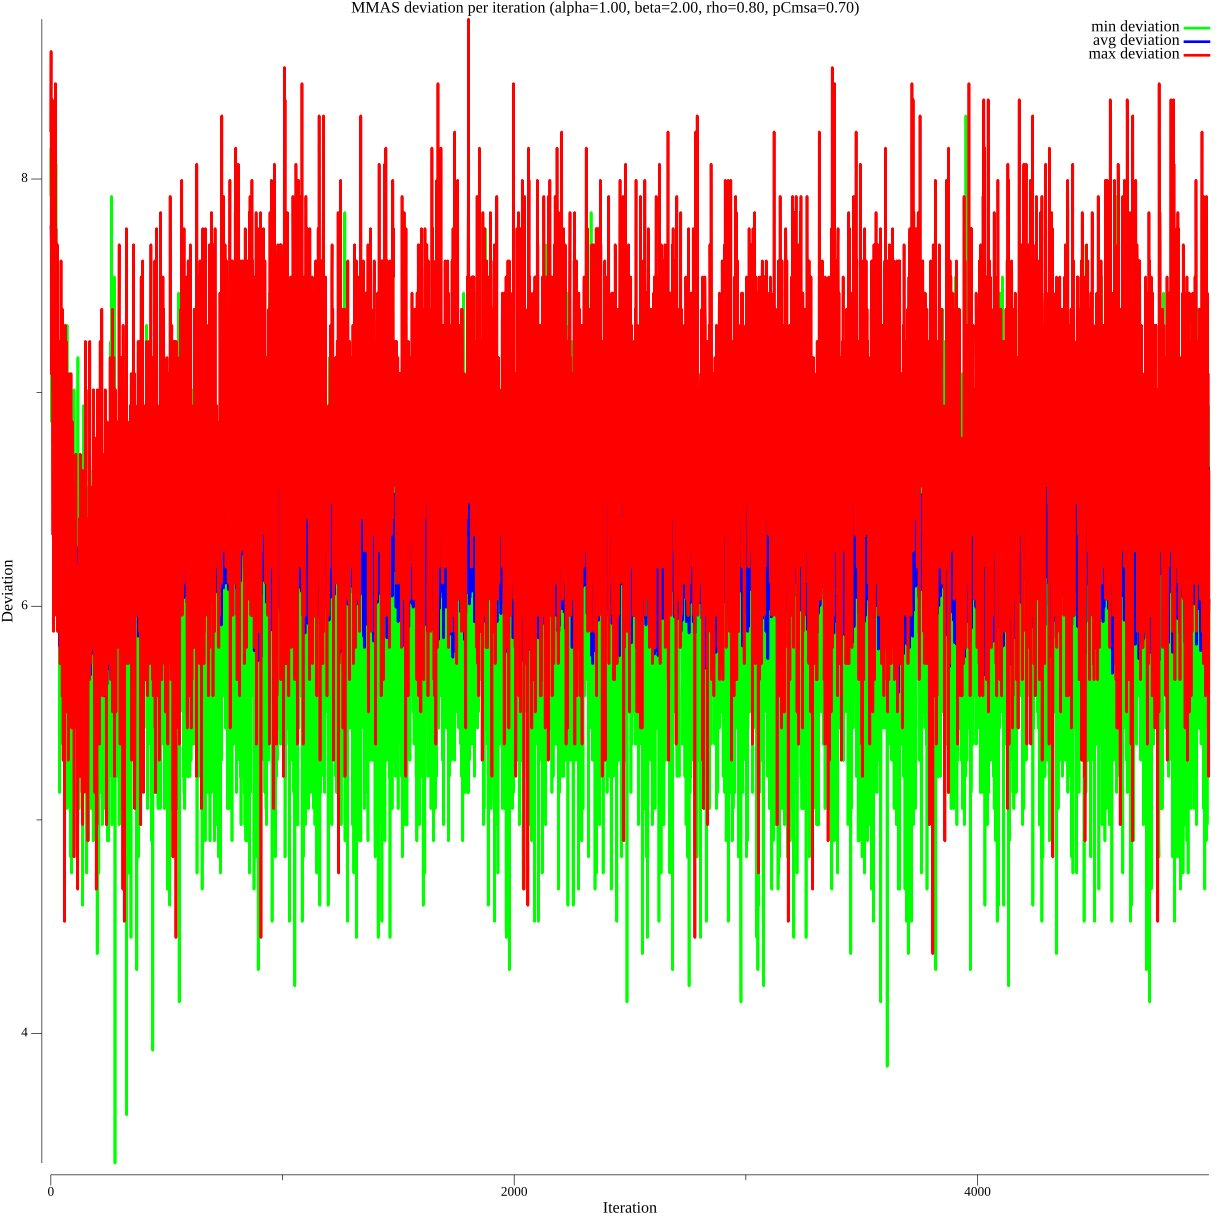 MMAS deviation per iteration (alpha=1.00, beta=2.00, rho=0.80, pCmsa=0.70)
min deviation
avg deviation
max deviation
8
6
4
Deviation
0
2000
4000
Iteration